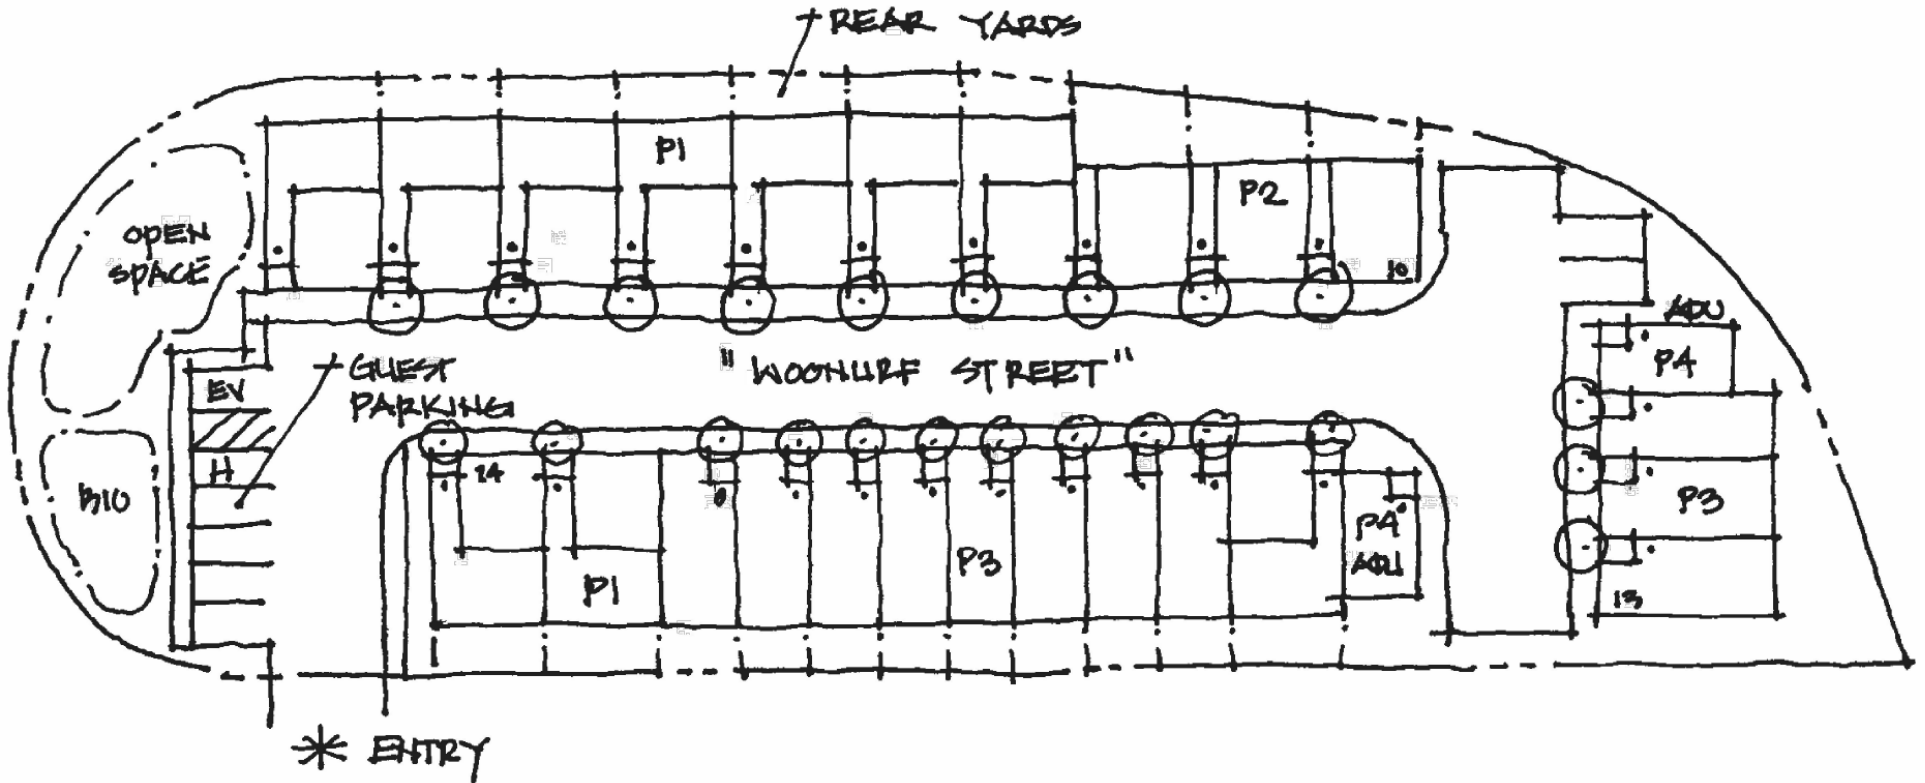 REAR YARDS
P1
P2
OPEN
SPACE
10
ADU
P4
GUEST
PARKING
"WOONURF STREET"
EV
H
BIO
14
P3
P4
ADU
P3
P1
13
ENTRY